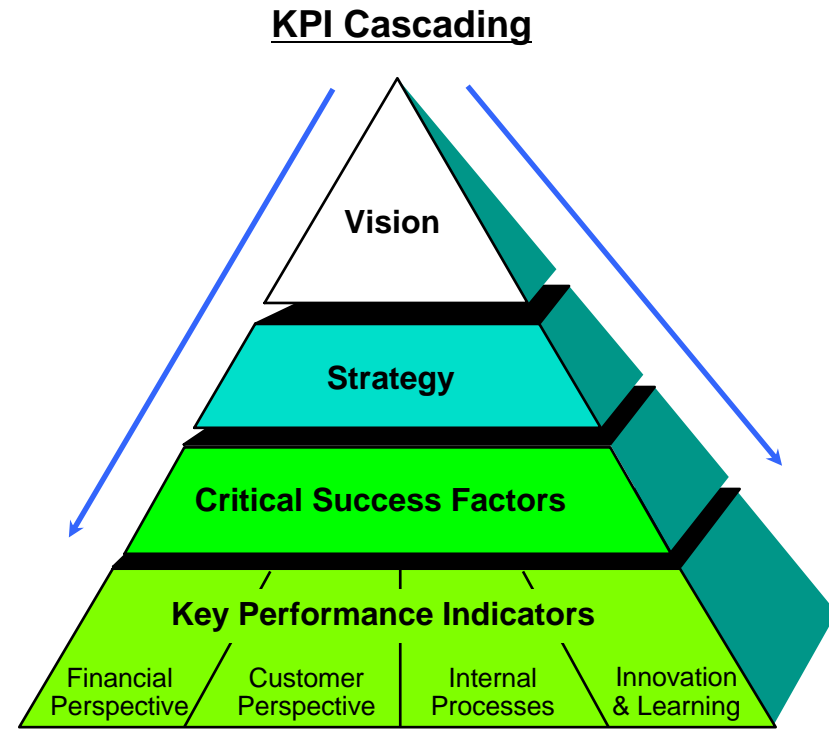 KPI Cascading
Vision
Strategy
Critical Success Factors
Key Performance Indicators
Financial
Perspective
Customer
Perspective
Internal
Processes
Innovation
& Learning